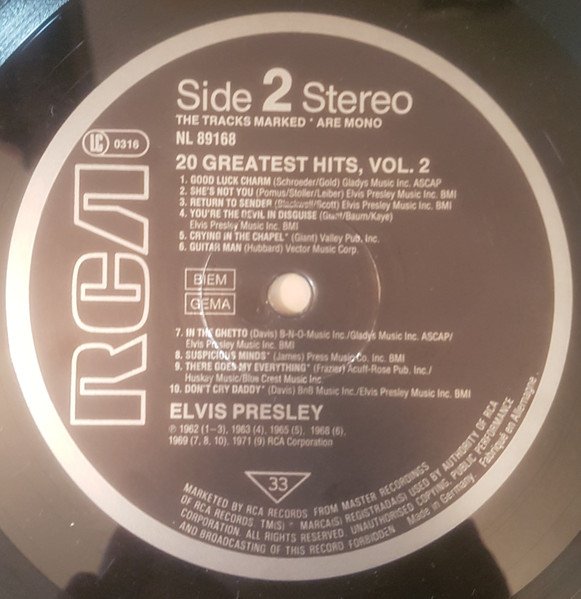 RCA
LC 0316
Side 2 Stereo
THE TRACKS MARKED * ARE MONO
NL 89168
20 GREATEST HITS, VOL. 2
1. GOOD LUCK CHARM (Schroeder/Gold) Gladys Music Inc. ASCAP
2. SHE'S NOT YOU (Pomus/Stoller/Leiber) Elvis Presley Music Inc. BMI
3. RETURN TO SENDER (Blackwell/Scott) Elvis Presley Music Inc. BMI
4. YOU'RE THE DEVIL IN DISGUISE (Giant/Baum/Kaye)
Elvis Presley Music Inc. BMI
5. CRYING IN THE CHAPEL* (Glant) Valley Pub. Inc.
6. GUITAR MAN (Hubbard) Vector Music Corp.
BIEM
GEMA
7. IN THE GHETTO (Davis) B-N-O-Music Inc./Gladys Music Inc. ASCAP/
Elvis Presley Music Inc. BMI
8. SUSPICIOUS MINDS* (James) Press Music Co. Inc. BMI
9. THERE GOES MY EVERYTHING* (Frazier) Acuff-Rose Pub. Inc./
Huskey Music/Blue Crest Music Inc.
10. DON'T CRY DADDY* (Davis) BnB Music Inc./Elvis Presley Music Inc. BMI
ELVIS PRESLEY
℗ 1962 (1–3), 1963 (4), 1965 (5), 1968 (6),
1969 (7, 8, 10), 1971 (9) RCA Corporation
33
MARKETED BY RCA RECORDS FROM MASTER RECORDINGS
OF RCA RECORDS TM(S) ® MARCA(S) REGISTRADA(S) USED BY AUTHORITY OF RCA
CORPORATION. ALL RIGHTS RESERVED. UNAUTHORISED COPYING PUBLIC PERFORMANCE
AND BROADCASTING OF THIS RECORD FORBIDDEN
Made in Germany. Fabriqué en Allemagne.